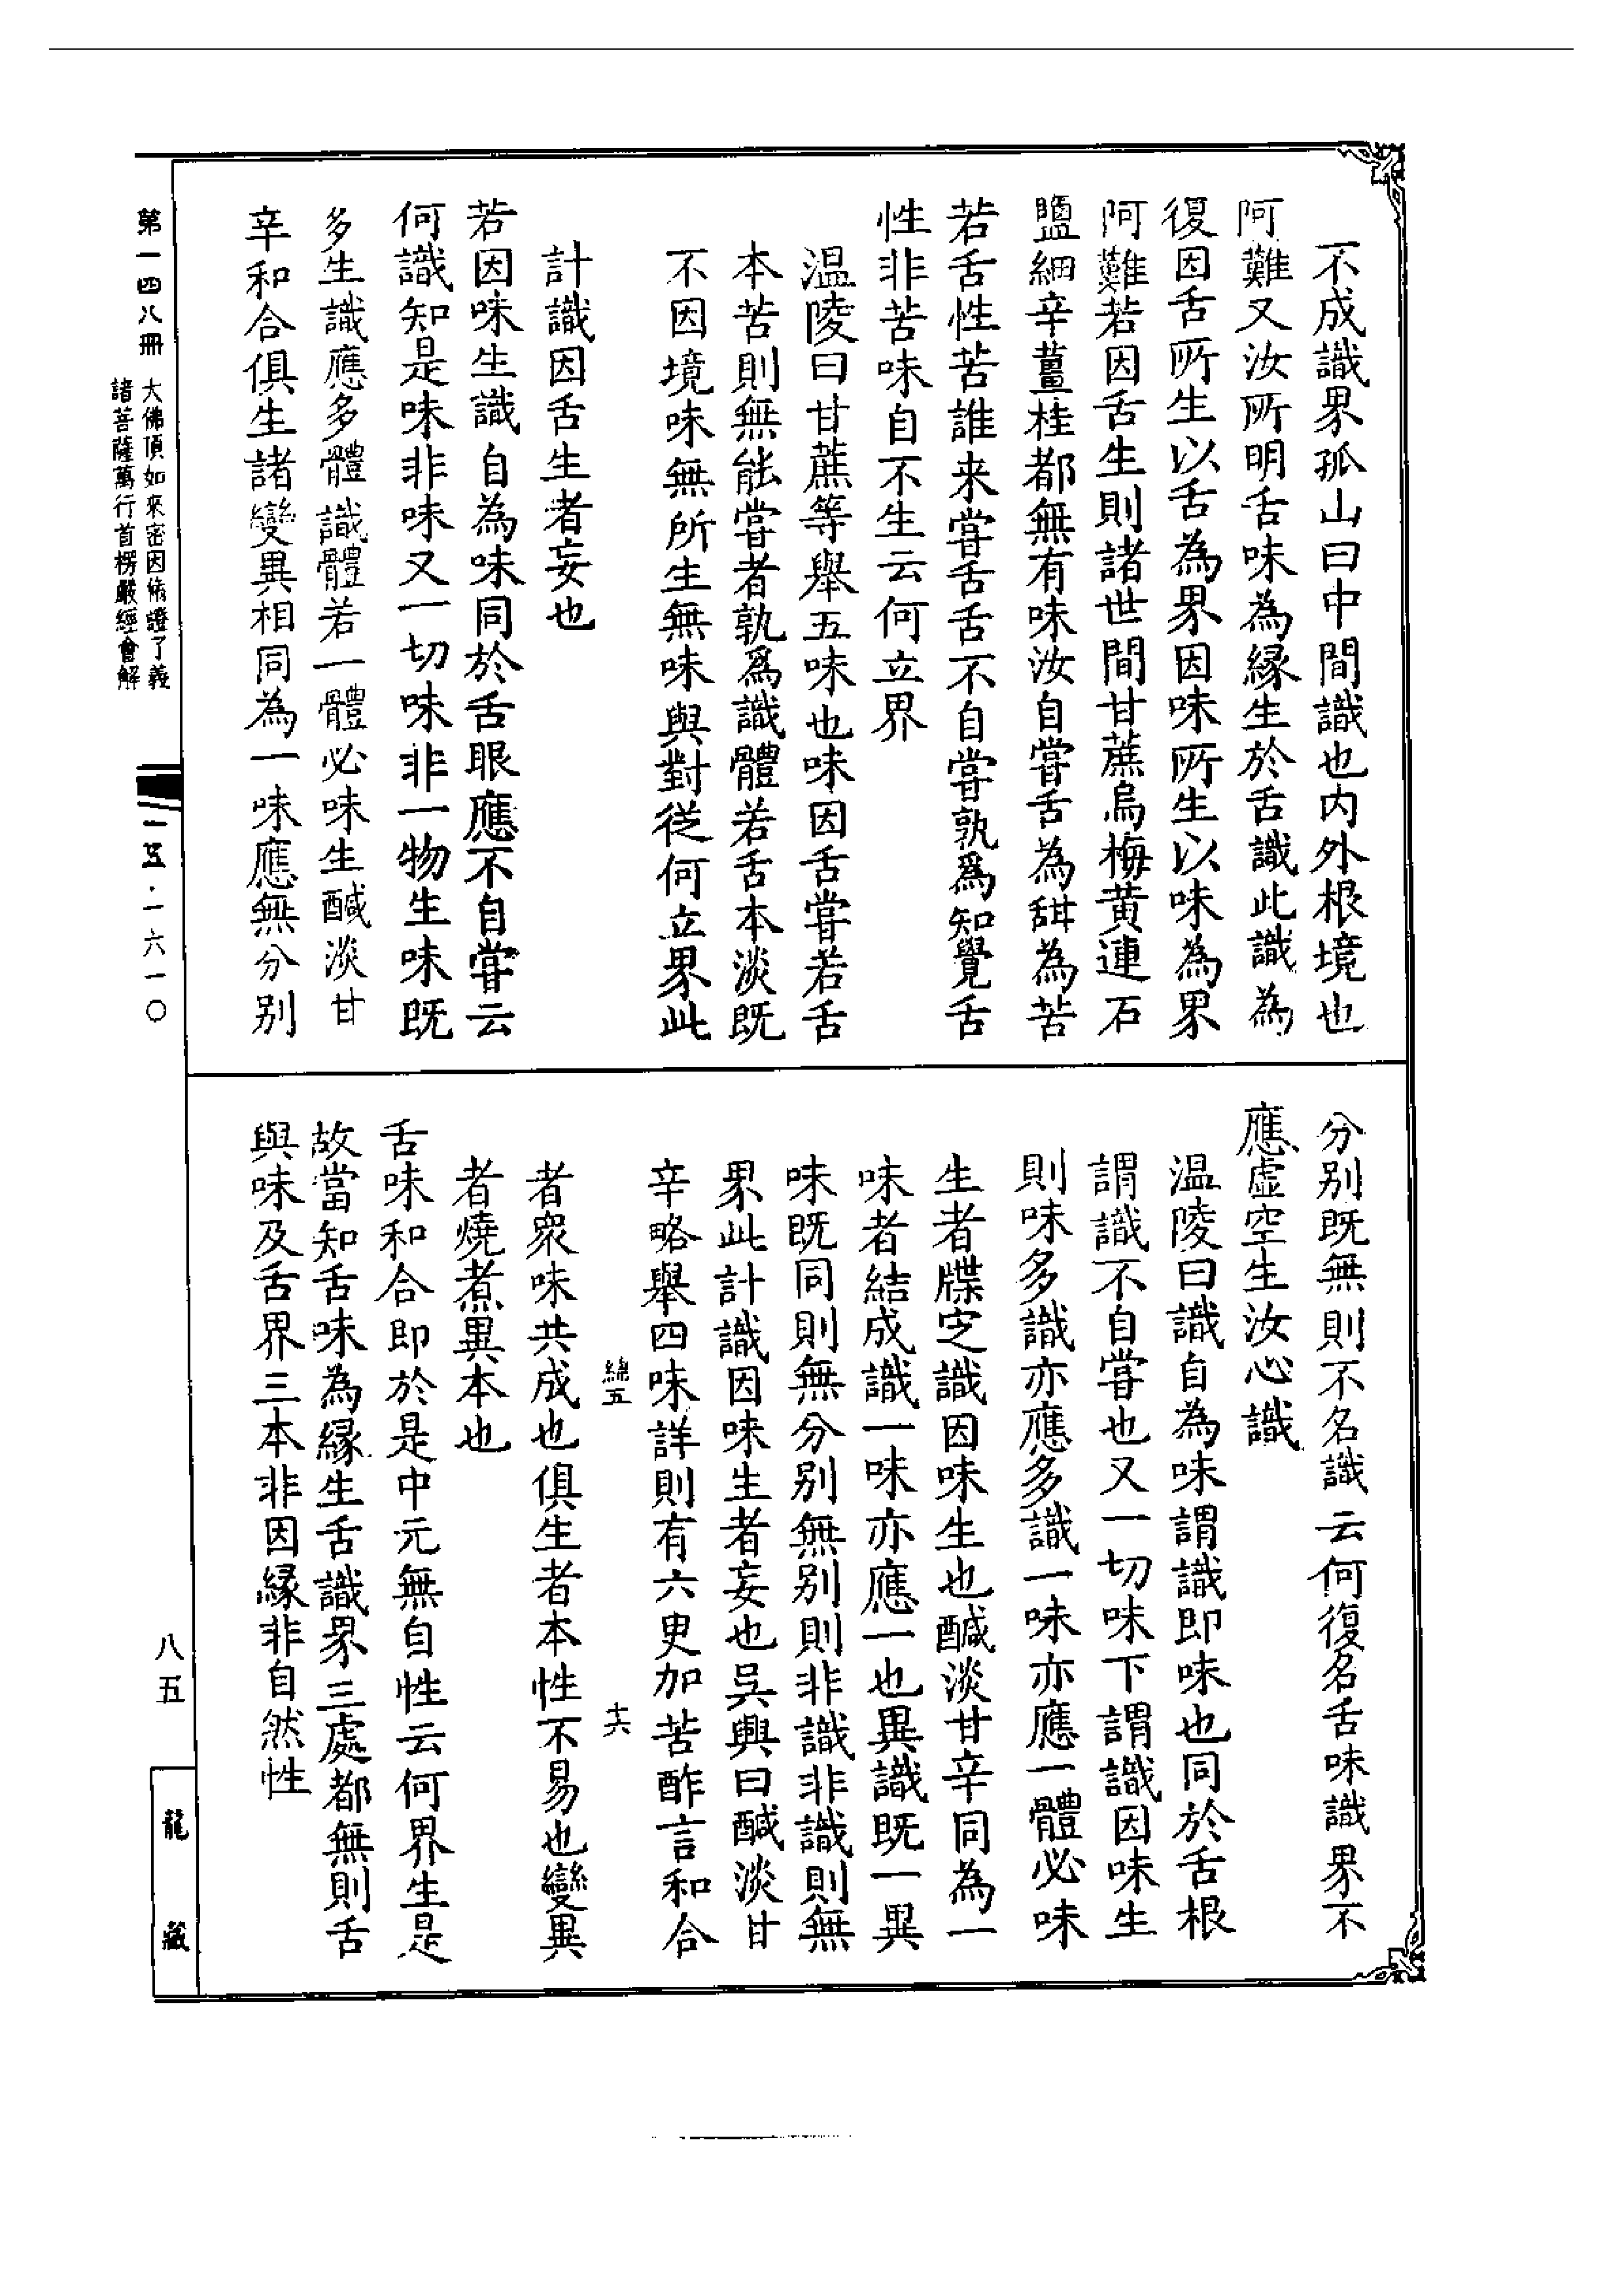 不成識界孤山曰中間識也内外根境也
阿難又汝所明舌味為緣生於舌識此識為
復因舌所生以舌為界因味所生以味為界
阿難若因舌生則諸世間甘蔗烏梅黃連石
鹽細辛薑桂都無有味汝自嘗舌為甜為苦
若舌性苦誰来嘗舌舌不自嘗孰爲知覺舌
性非苦味自不生云何立界
温陵曰甘蔗等舉五味也味因舌嘗若舌
本苦則無能嘗者孰爲識體若舌本淡既
不因境味無所生無味與對從何立界此
計識因舌生者妄也
若因味生識自為味同於舌眼應不自嘗云
何識知是味非味又一切味非一物生味既
多生識應多體識體若一體必味生鹹淡甘
辛和合俱生諸變異相同為一味應無分别
分别既無則不名識云何復名舌味識界不
應虛空生汝心識
温陵曰識自為味謂識即味也同於舌根
謂識不自嘗也又一切味下謂識因味生
則味多識亦應多識一味亦應一體必味
生者牒定識因味生也鹹淡甘辛同為一
味者結成識一味亦應一也異識既一異
味既同則無分别無别則非識非識則無
界此計識因味生者妄也吳興曰鹹淡甘
辛略舉四味詳則有六更加苦酢言和合
綿五
十六
者衆味共成也俱生者本性不易也變異
者燒煮異本也
舌味和合即於是中元無自性云何界生是
故當知舌味為緣生舌識界三處都無則舌
與味及舌界三本非因緣非自然性
第一四八冊
大佛頂如來密因修證了義
諸菩薩萬行首楞嚴經會解
一五·一六一〇
八五
龍藏